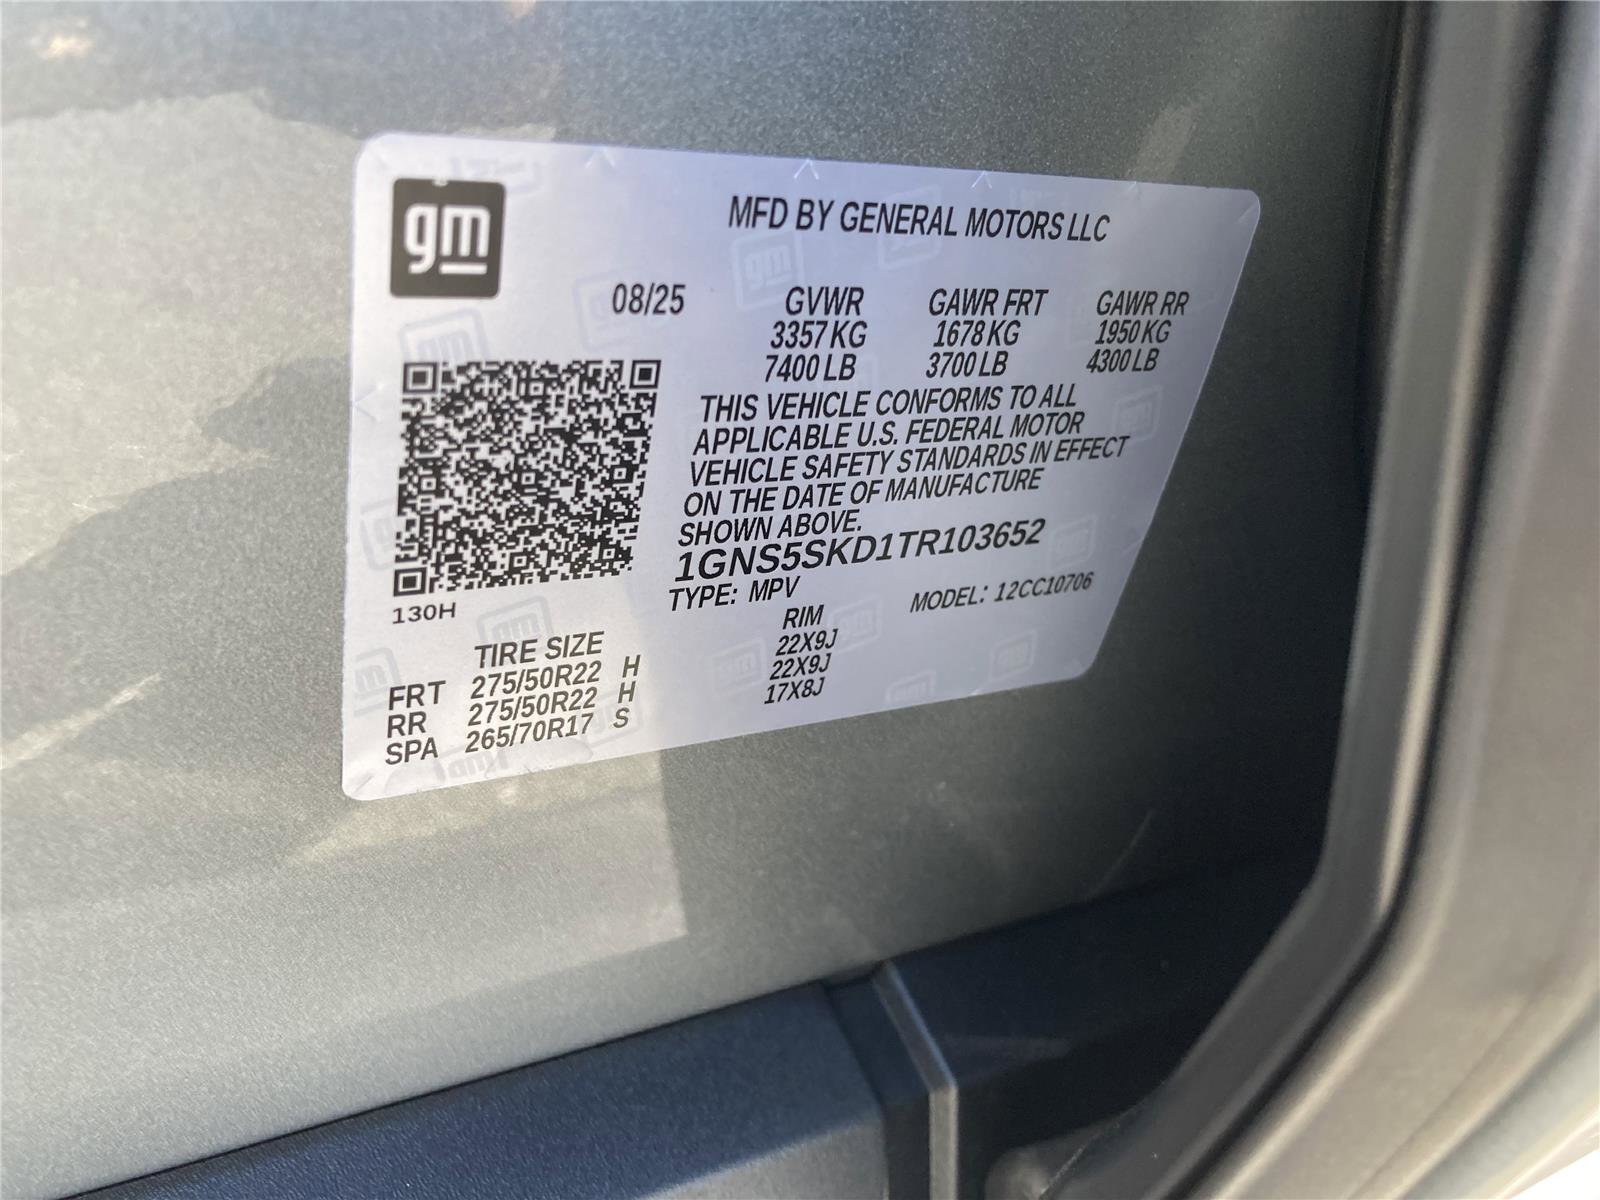 gm
MFD BY GENERAL MOTORS LLC
08/25 GVWR GAWR FRT GAWR RR
3357 KG 1678 KG 1950 KG
7400 LB 3700 LB 4300 LB
THIS VEHICLE CONFORMS TO ALL
APPLICABLE U.S. FEDERAL MOTOR
VEHICLE SAFETY STANDARDS IN EFFECT
ON THE DATE OF MANUFACTURE
SHOWN ABOVE.
1GNS5SKD1TR103652
TYPE: MPV MODEL: 12CC10706
130H
TIRE SIZE RIM
FRT 275/50R22 H 22X9J
RR 275/50R22 H 22X9J
SPA 265/70R17 S 17X8J